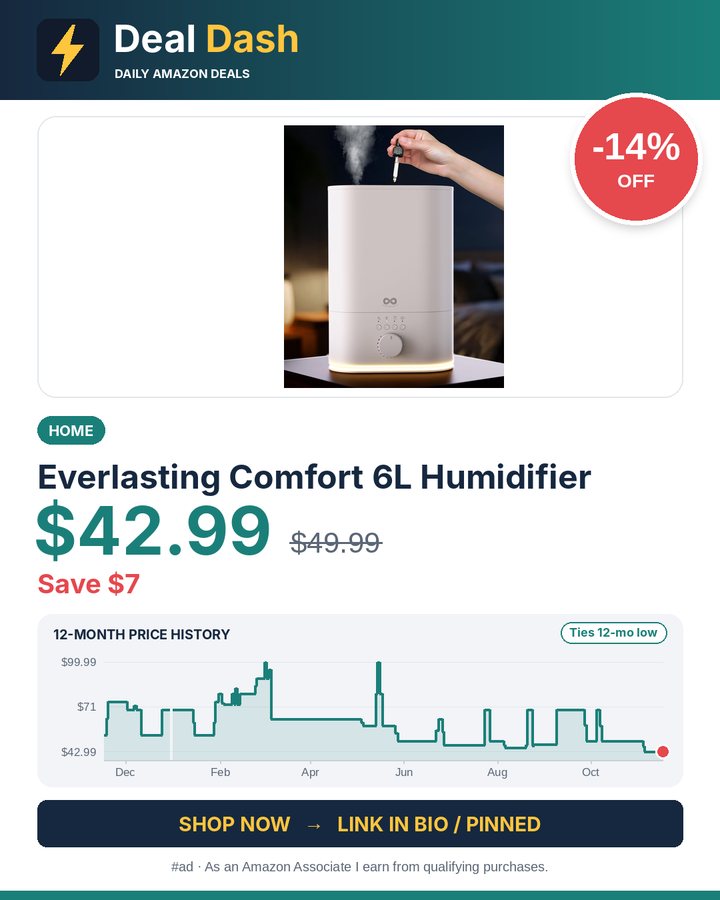 Deal Dash
DAILY AMAZON DEALS
-14%
OFF
HOME
Everlasting Comfort 6L Humidifier
$42.99 $49.99
Save $7
12-MONTH PRICE HISTORY
Ties 12-mo low
$99.99
$71
$42.99
Dec Feb Apr Jun Aug Oct
SHOP NOW → LINK IN BIO / PINNED
#ad · As an Amazon Associate I earn from qualifying purchases.